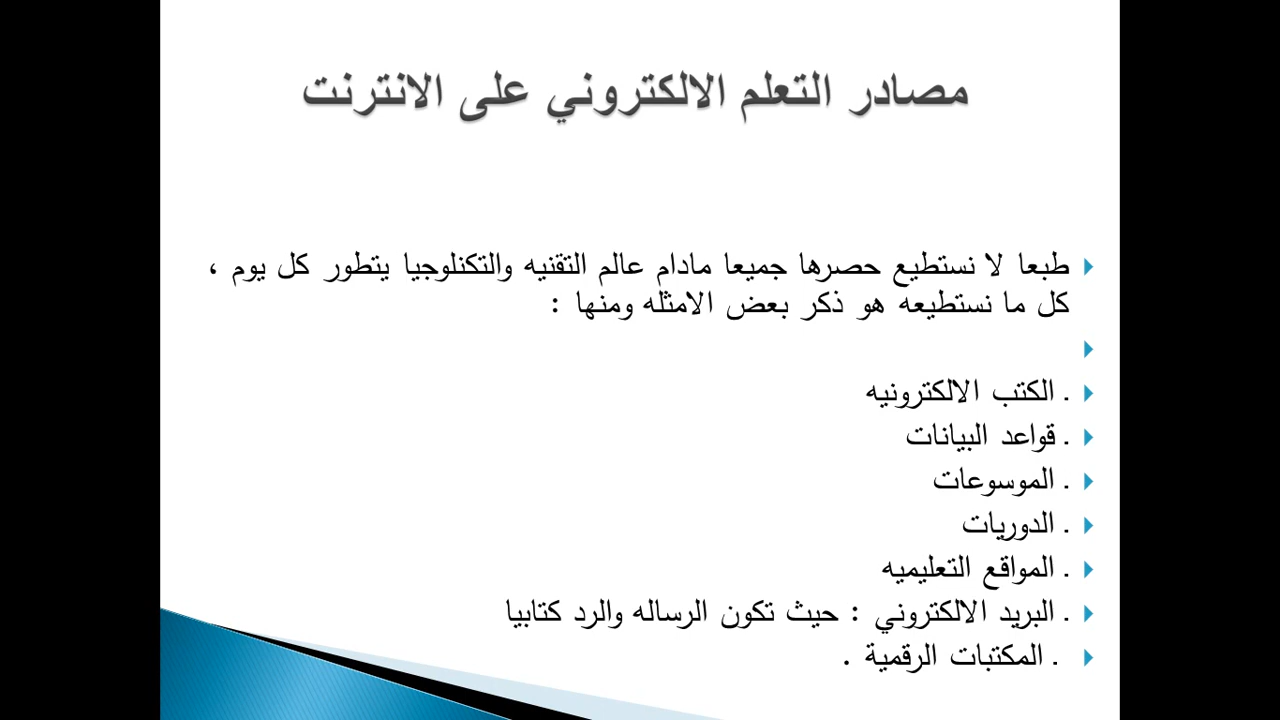 مصادر التعلم الالكتروني على الانترنت
طبعا لا نستطيع حصرها جميعا مادام عالم التقنيه والتكنلوجيا يتطور كل يوم ،
كل ما نستطيعه هو ذكر بعض الامثله ومنها :
. الكتب الالكترونيه
. قواعد البيانات
. الموسوعات
. الدوريات
. المواقع التعليميه
. البريد الالكتروني : حيث تكون الرساله والرد كتابيا
. المكتبات الرقمية .